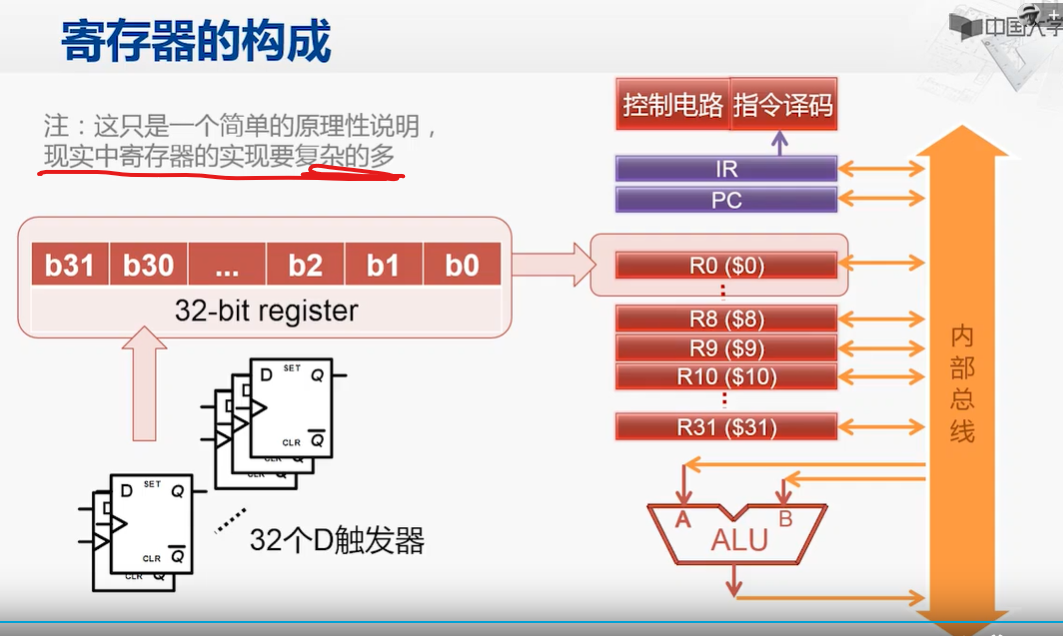 寄存器的构成
中国大学
注：这只是一个简单的原理性说明，
现实中寄存器的实现要复杂的多
控制电路 指令译码
IR
PC
b31 b30 ... b2 b1 b0
32-bit register
R0 ($0)
R8 ($8)
R9 ($9)
R10 ($10)
R31 ($31)
内部总线
D SET Q
CLR Q
CLR Q
CLR Q
D SET Q
CLR Q
CLR Q
32个D触发器
A B
ALU